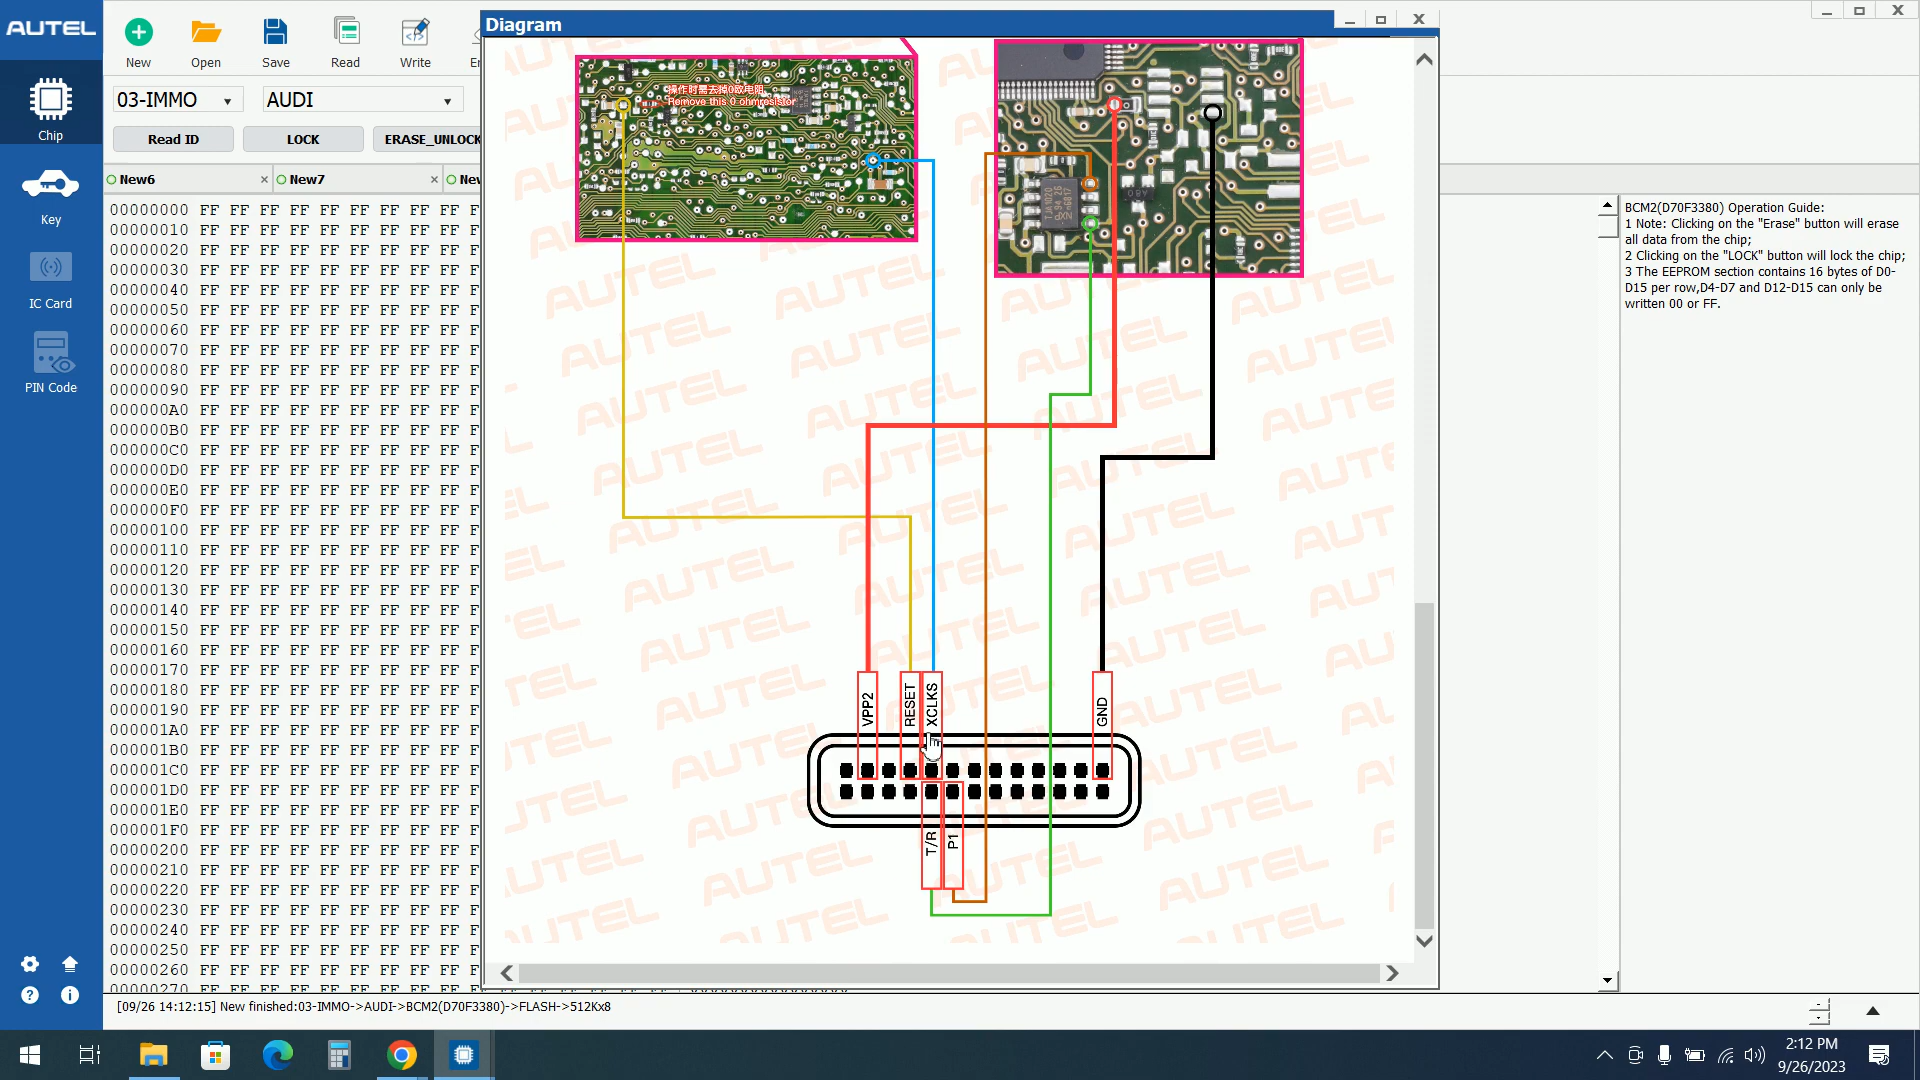 AUTEL
Chip
Key
IC Card
PIN Code
New
Open
Save
Read
Write
03-IMMO
AUDI
Read ID
LOCK
ERASE_UNLOCK
New6
New7
00000000 FF FF FF FF FF FF FF FF FF F
00000010 FF FF FF FF FF FF FF FF FF F
00000020 FF FF FF FF FF FF FF FF FF F
00000030 FF FF FF FF FF FF FF FF FF F
00000040 FF FF FF FF FF FF FF FF FF F
00000050 FF FF FF FF FF FF FF FF FF F
00000060 FF FF FF FF FF FF FF FF FF F
00000070 FF FF FF FF FF FF FF FF FF F
00000080 FF FF FF FF FF FF FF FF FF F
00000090 FF FF FF FF FF FF FF FF FF F
000000A0 FF FF FF FF FF FF FF FF FF F
000000B0 FF FF FF FF FF FF FF FF FF F
000000C0 FF FF FF FF FF FF FF FF FF F
000000D0 FF FF FF FF FF FF FF FF FF F
000000E0 FF FF FF FF FF FF FF FF FF F
000000F0 FF FF FF FF FF FF FF FF FF F
00000100 FF FF FF FF FF FF FF FF FF F
00000110 FF FF FF FF FF FF FF FF FF F
00000120 FF FF FF FF FF FF FF FF FF F
00000130 FF FF FF FF FF FF FF FF FF F
00000140 FF FF FF FF FF FF FF FF FF F
00000150 FF FF FF FF FF FF FF FF FF F
00000160 FF FF FF FF FF FF FF FF FF F
00000170 FF FF FF FF FF FF FF FF FF F
00000180 FF FF FF FF FF FF FF FF FF F
00000190 FF FF FF FF FF FF FF FF FF F
000001A0 FF FF FF FF FF FF FF FF FF F
000001B0 FF FF FF FF FF FF FF FF FF F
000001C0 FF FF FF FF FF FF FF FF FF F
000001D0 FF FF FF FF FF FF FF FF FF F
000001E0 FF FF FF FF FF FF FF FF FF F
000001F0 FF FF FF FF FF FF FF FF FF F
00000200 FF FF FF FF FF FF FF FF FF F
00000210 FF FF FF FF FF FF FF FF FF F
00000220 FF FF FF FF FF FF FF FF FF F
00000230 FF FF FF FF FF FF FF FF FF F
00000240 FF FF FF FF FF FF FF FF FF F
00000250 FF FF FF FF FF FF FF FF FF F
00000260 FF FF FF FF FF FF FF FF FF F
Diagram
操作时需去掉0欧电阻
Remove this 0 ohmresistor
VPP2
RESET
XCLKS
GND
T/R
P1
BCM2(D70F3380) Operation Guide:
1 Note: Clicking on the "Erase" button will erase
all data from the chip;
2 Clicking on the "LOCK" button will lock the chip;
3 The EEPROM section contains 16 bytes of D0-
D15 per row,D4-D7 and D12-D15 can only be
written 00 or FF.
[09/26 14:12:15] New finished:03-IMMO->AUDI->BCM2(D70F3380)->FLASH->512Kx8
2:12 PM
9/26/2023